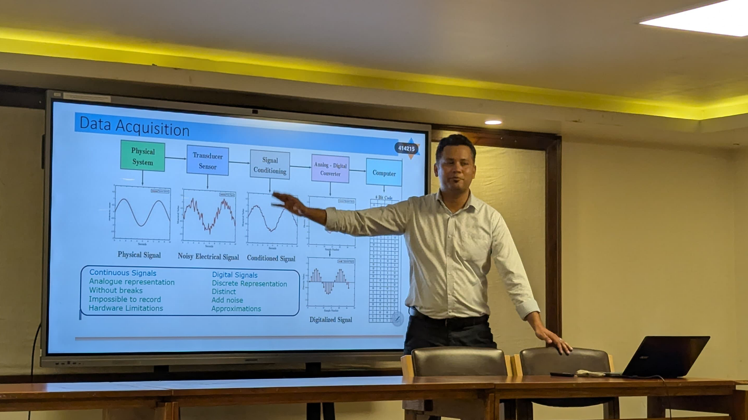 Data Acquisition
414213
Physical
System
Transducer
Sensor
Signal
Conditioning
Analog - Digital
Converter
Computer
Physical Signal
Noisy Electrical Signal
Conditioned Signal
Digitalized Signal
Continuous Signals
Analogue representation
Without breaks
Impossible to record
Hardware Limitations
Digital Signals
Discrete Representation
Distinct
Add noise
Approximations